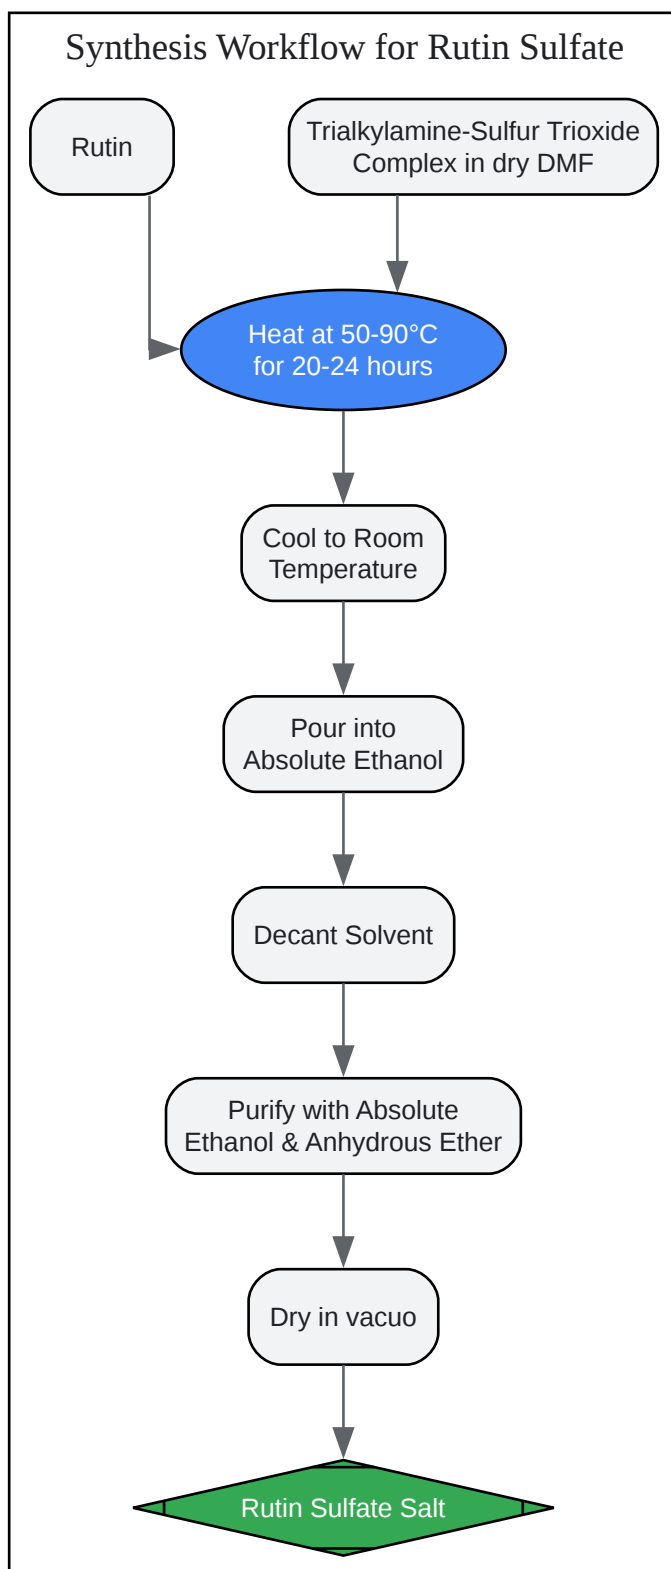 Synthesis Workflow for Rutin Sulfate
Rutin
Trialkylamine-Sulfur Trioxide
Complex in dry DMF
Heat at 50-90°C
for 20-24 hours
Cool to Room
Temperature
Pour into
Absolute Ethanol
Decant Solvent
Purify with Absolute
Ethanol & Anhydrous Ether
Dry in vacuo
Rutin Sulfate Salt